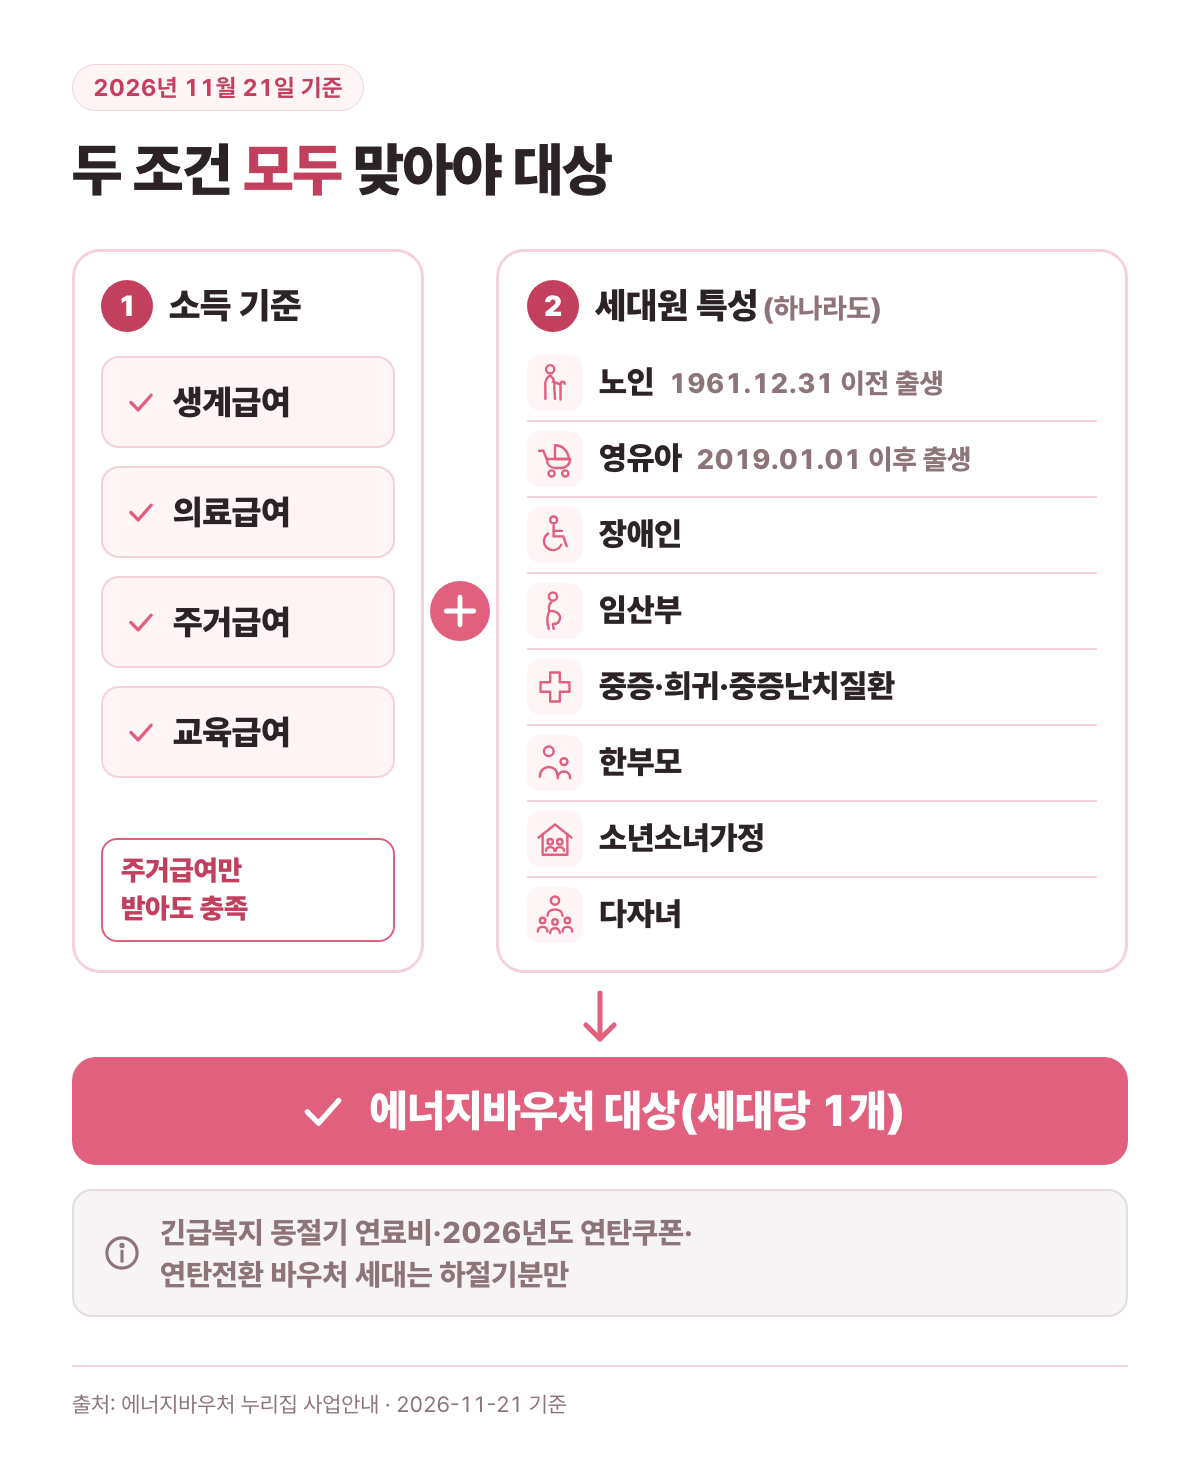 2026년 11월 21일 기준
두 조건 모두 맞아야 대상
1 소득 기준
생계급여
의료급여
주거급여
교육급여
주거급여만
받아도 충족
2 세대원 특성 (하나라도)
노인 1961.12.31 이전 출생
영유아 2019.01.01 이후 출생
장애인
임산부
중증·희귀·중증난치질환
한부모
소년소녀가정
다자녀
에너지바우처 대상(세대당 1개)
긴급복지 동절기 연료비·2026년도 연탄쿠폰·
연탄전환 바우처 세대는 하절기분만
출처: 에너지바우처 누리집 사업안내 · 2026-11-21 기준